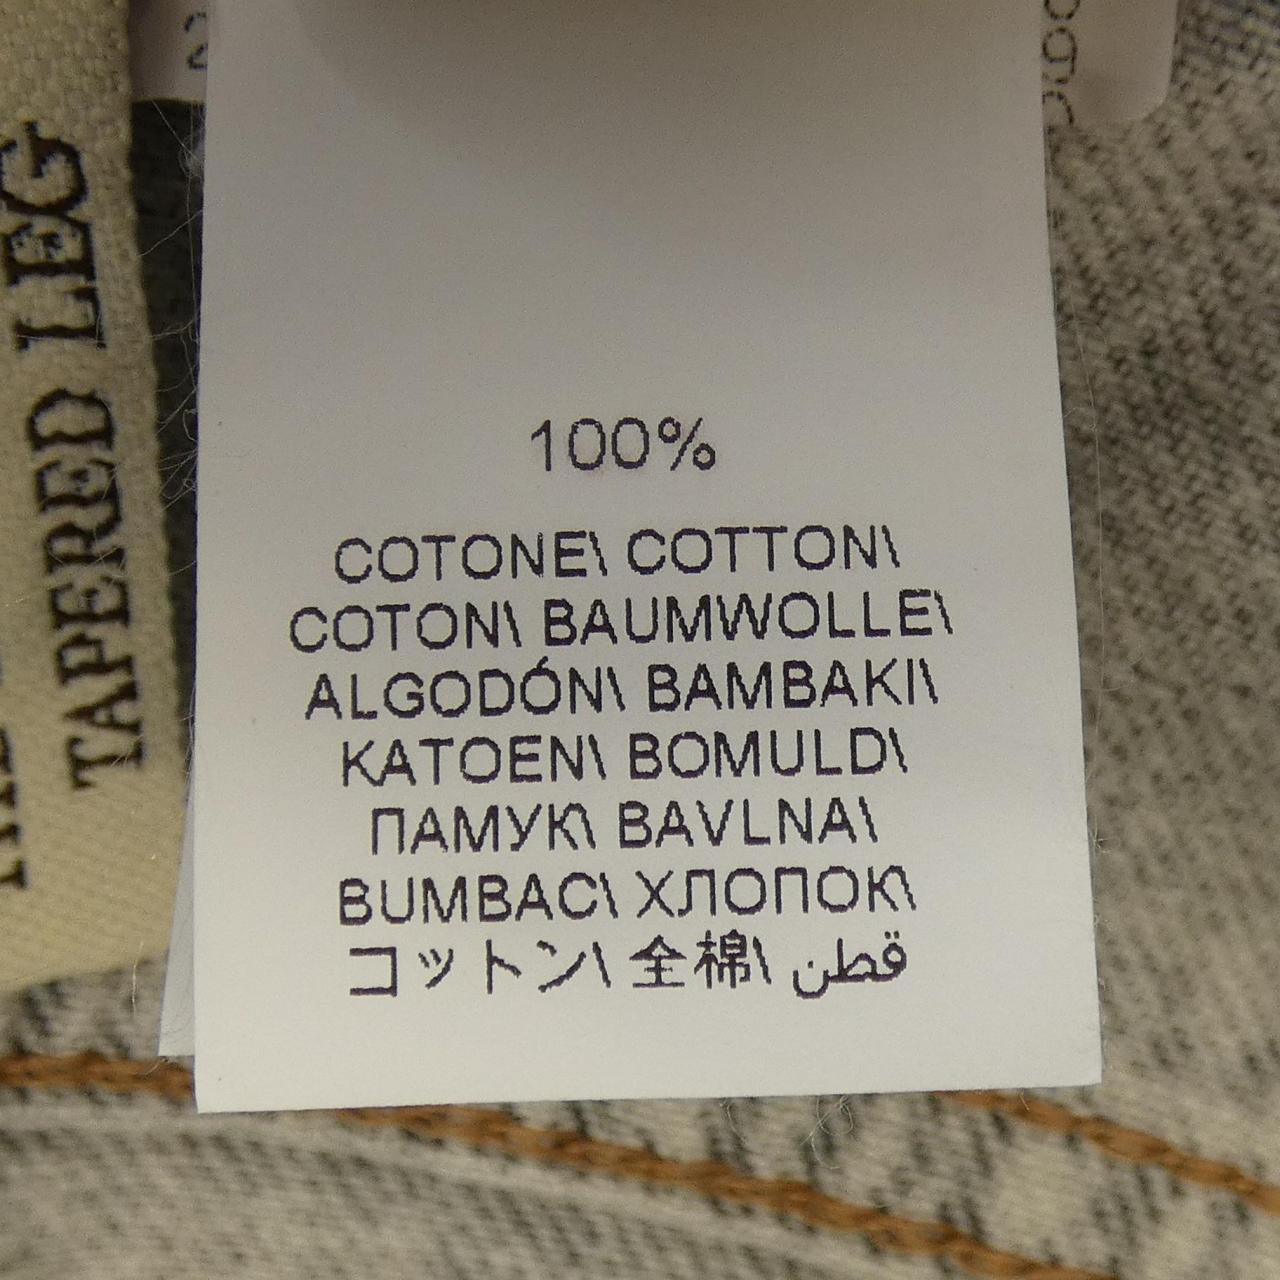 100%
COTONE\ COTTON\
COTON\ BAUMWOLLE\
ALGODÓN\ BAMBAKI\
KATOEN\ BOMULD\
ПАМУК\ BAVLNA\
BUMBAC\ ХЛОПОК\
コットン\ 全棉\ قطن
TAPERED LEG